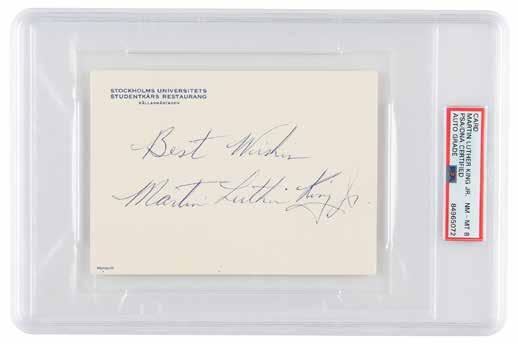 STOCKHOLMS UNIVERSITETS
STUDENTKÅRS RESTAURANG
Best Wishes
Martin Luther King Jr.
CARD
MARTIN LUTHER KING JR.
PSA/DNA CERTIFIED
AUTO GRADE
NM - MT 8
84965072
PSA